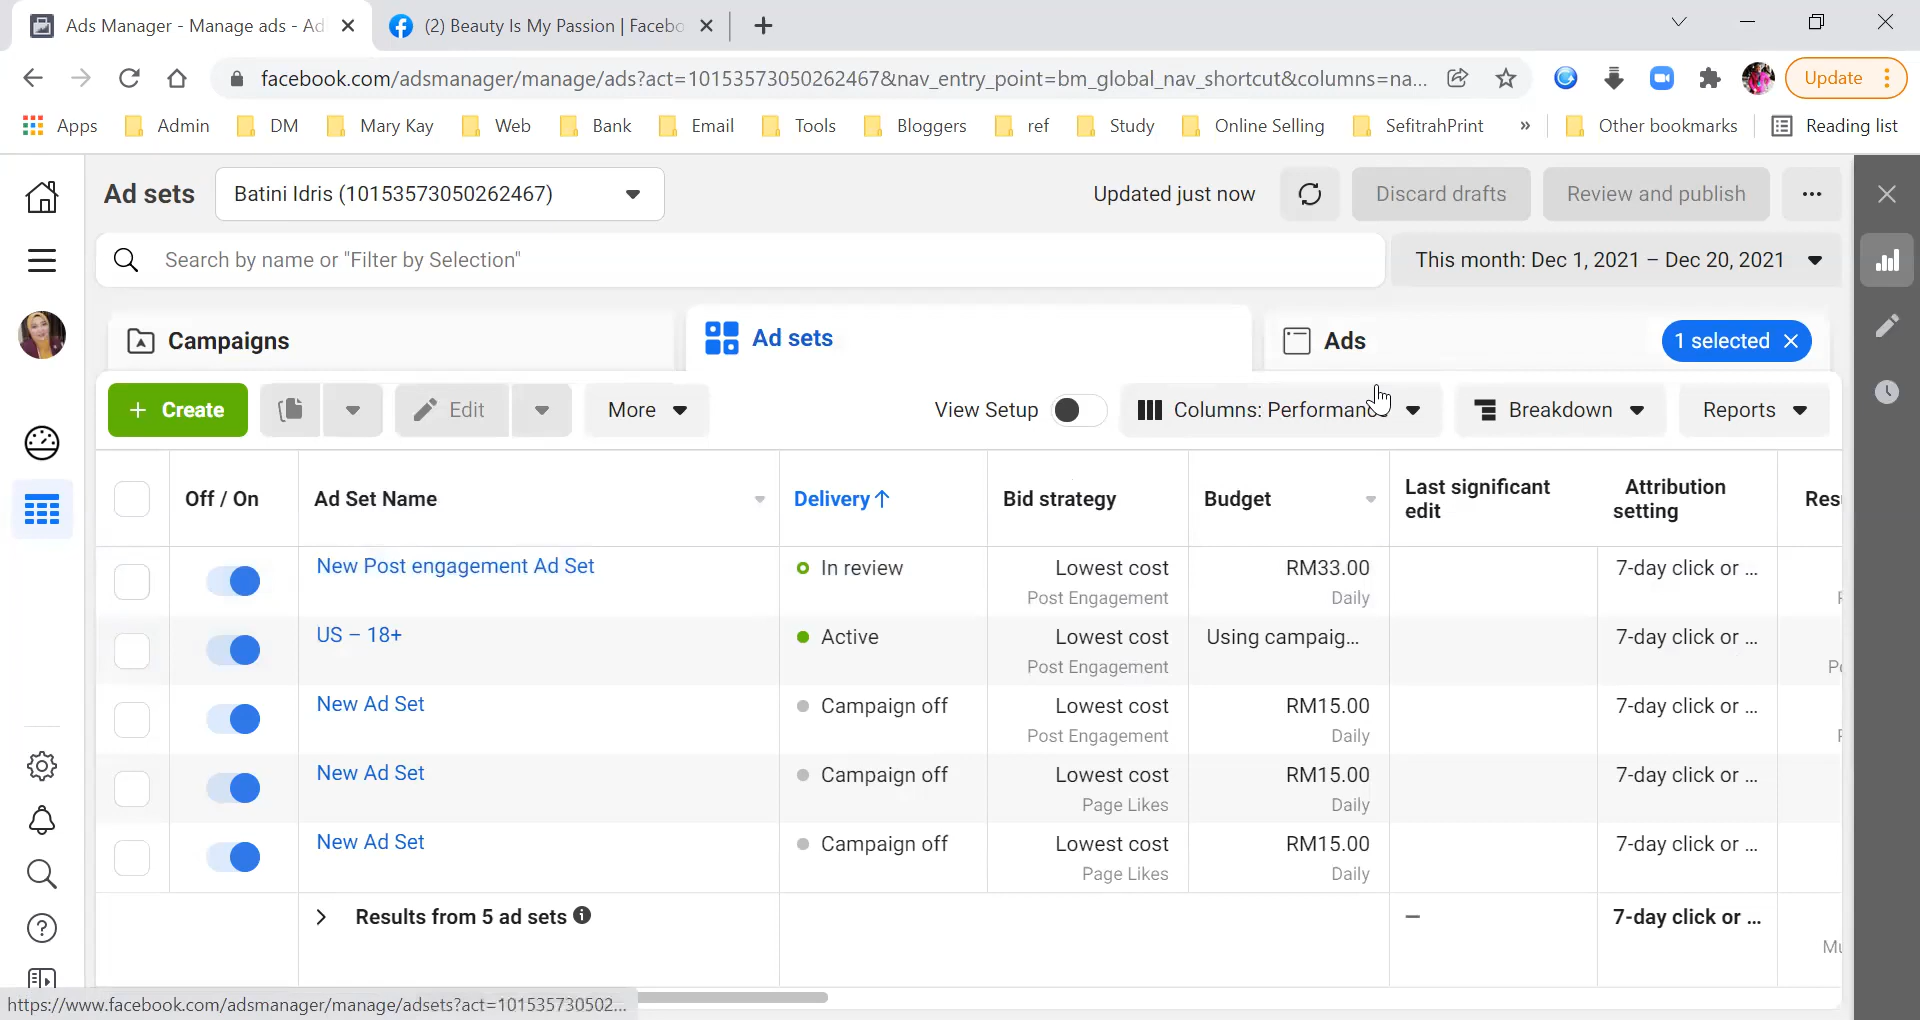 Ads Manager - Manage ads - Ad
(2) Beauty Is My Passion | Facebo
facebook.com/adsmanager/manage/ads?act=10153573050262467&nav_entry_point=bm_global_nav_shortcut&columns=na...
Update
Apps
Admin
DM
Mary Kay
Web
Bank
Email
Tools
Bloggers
ref
Study
Online Selling
SefitrahPrint
»
Other bookmarks
Reading list
Ad sets
Batini Idris (10153573050262467)
Updated just now
Discard drafts
Review and publish
Search by name or "Filter by Selection"
This month: Dec 1, 2021 – Dec 20, 2021
Campaigns
Ad sets
Ads
1 selected
+ Create
Edit
More
View Setup
Columns: Performance
Breakdown
Reports
Off / On
Ad Set Name
Delivery ↑
Bid strategy
Budget
Last significant
edit
Attribution
setting
Res
New Post engagement Ad Set
In review
Lowest cost
Post Engagement
RM33.00
Daily
7-day click or ...
US – 18+
Active
Lowest cost
Post Engagement
Using campaig...
7-day click or ...
New Ad Set
Campaign off
Lowest cost
Post Engagement
RM15.00
Daily
7-day click or ...
New Ad Set
Campaign off
Lowest cost
Page Likes
RM15.00
Daily
7-day click or ...
New Ad Set
Campaign off
Lowest cost
Page Likes
RM15.00
Daily
7-day click or ...
Results from 5 ad sets
–
7-day click or ...
https://www.facebook.com/adsmanager/manage/adsets?act=101535730502...